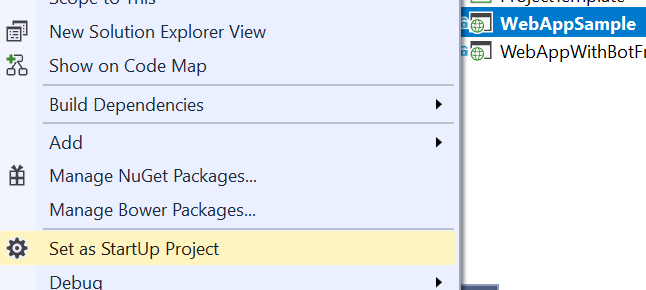 Scope to This
New Solution Explorer View
Show on Code Map
Build Dependencies
Add
Manage NuGet Packages...
Manage Bower Packages...
Set as StartUp Project
Debug
ProjectTemplate
WebAppSample
WebAppWithBotFr